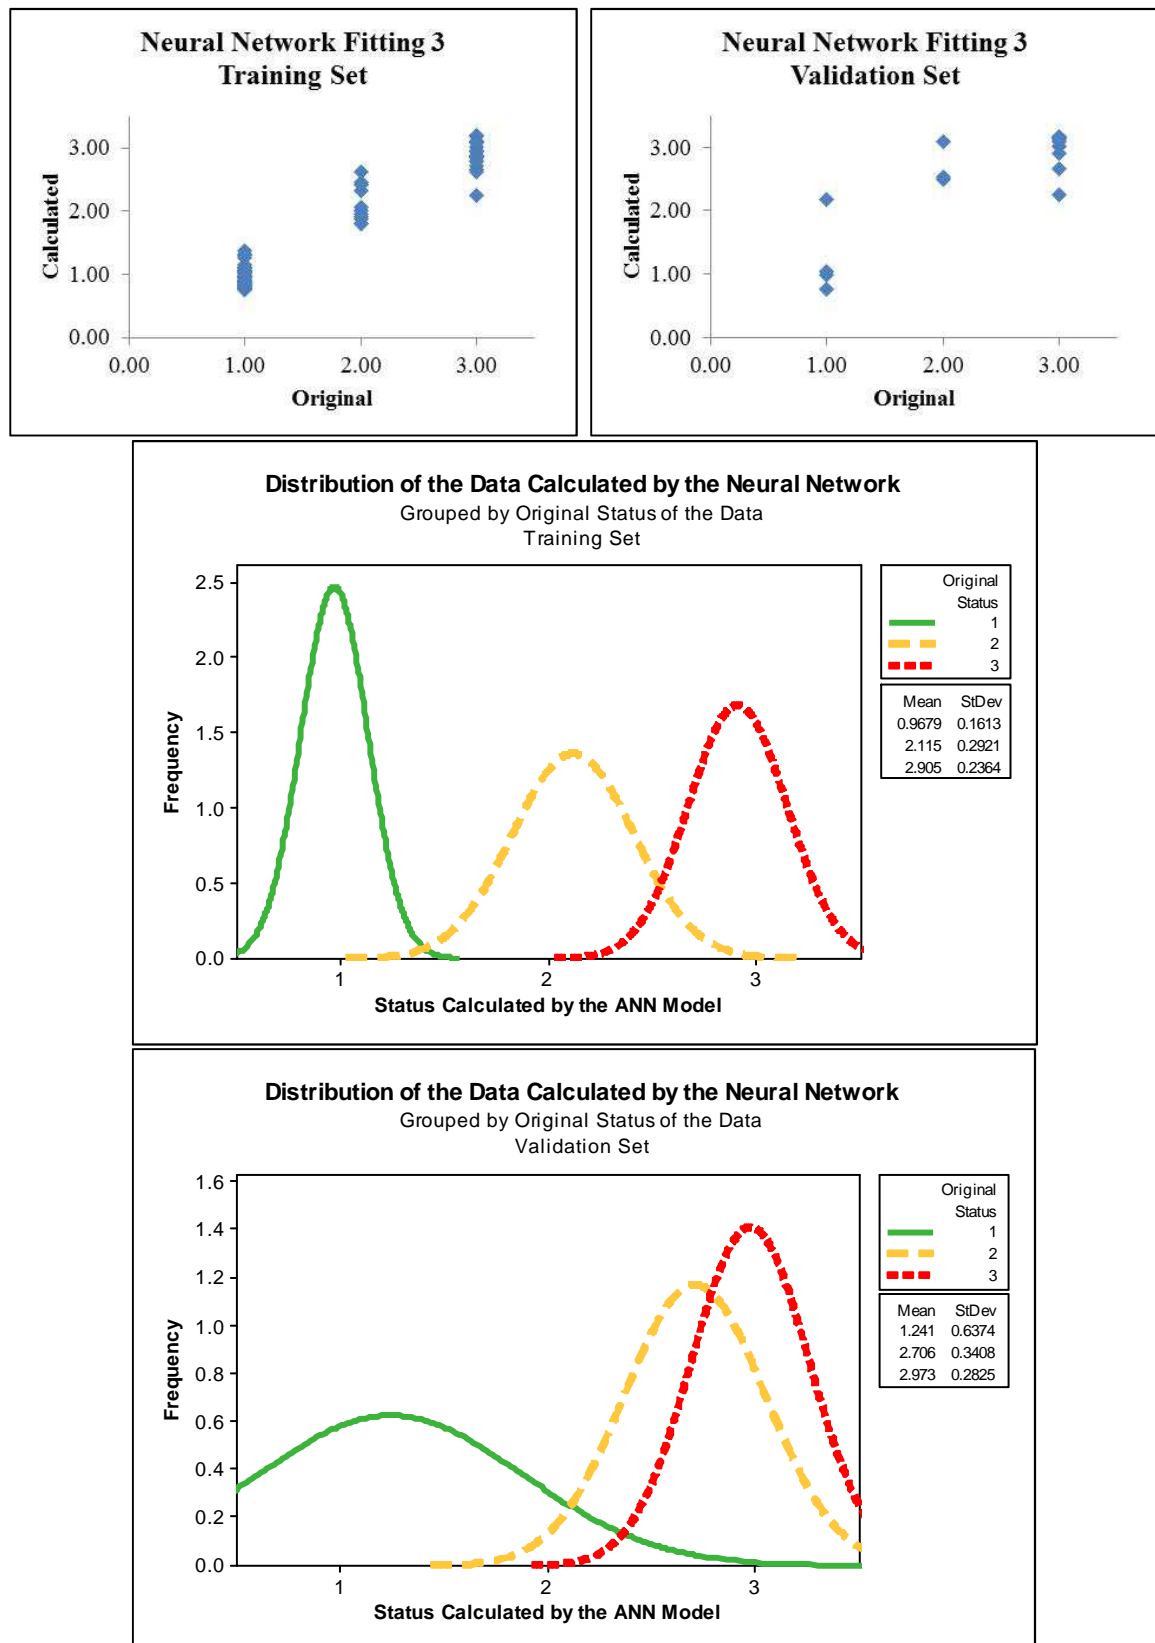 Neural Network Fitting 3
Training Set
3.00
2.00
1.00
0.00
Calculated
0.00 1.00 2.00 3.00
Original
Neural Network Fitting 3
Validation Set
3.00
2.00
1.00
0.00
Calculated
0.00 1.00 2.00 3.00
Original
Distribution of the Data Calculated by the Neural Network
Grouped by Original Status of the Data
Training Set
2.5
2.0
1.5
1.0
0.5
0.0
Frequency
1 2 3
Status Calculated by the ANN Model
Original
Status
1
2
3
Mean StDev
0.9679 0.1613
2.115 0.2921
2.905 0.2364
Distribution of the Data Calculated by the Neural Network
Grouped by Original Status of the Data
Validation Set
1.6
1.4
1.2
1.0
0.8
0.6
0.4
0.2
0.0
Frequency
1 2 3
Status Calculated by the ANN Model
Original
Status
1
2
3
Mean StDev
1.241 0.6374
2.706 0.3408
2.973 0.2825